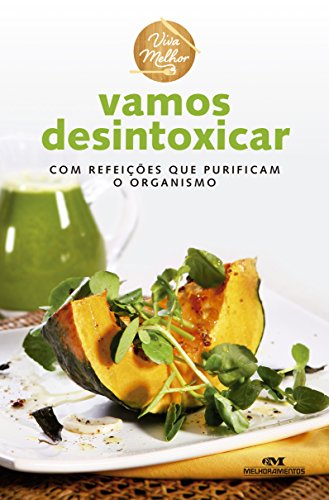 Viva
Melhor
vamos
desintoxicar
COM REFEIÇÕES QUE PURIFICAM
O ORGANISMO
MELHORAMENTOS